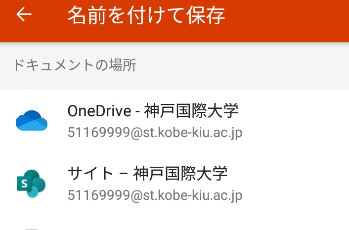 名前を付けて保存
ドキュメントの場所
OneDrive - 神戸国際大学
51169999@st.kobe-kiu.ac.jp
S
サイト – 神戸国際大学
51169999@st.kobe-kiu.ac.jp